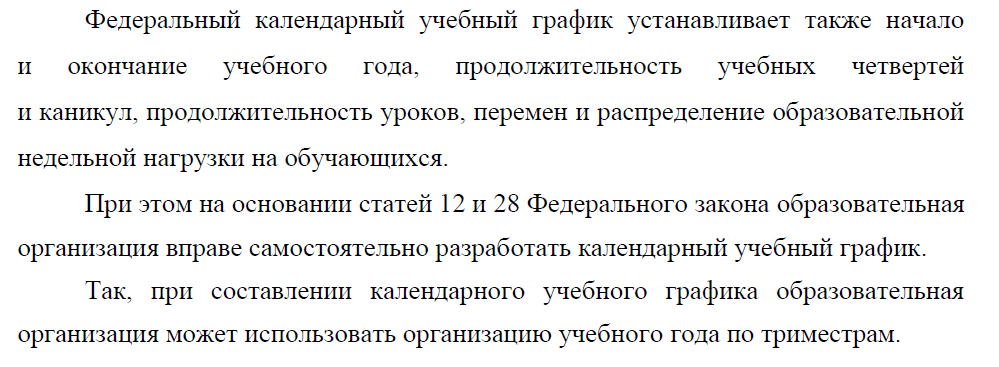 Федеральный календарный учебный график устанавливает также начало
и окончание учебного года, продолжительность учебных четвертей
и каникул, продолжительность уроков, перемен и распределение образовательной
недельной нагрузки на обучающихся.
При этом на основании статей 12 и 28 Федерального закона образовательная
организация вправе самостоятельно разработать календарный учебный график.
Так, при составлении календарного учебного графика образовательная
организация может использовать организацию учебного года по триместрам.